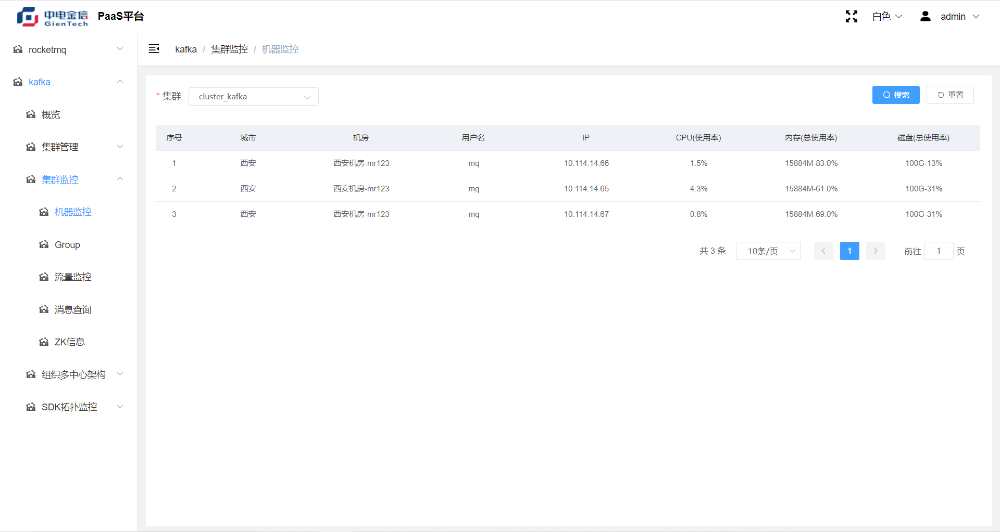 中电金信
GienTech
PaaS平台
白色
admin
rocketmq
kafka
概览
集群管理
集群监控
机器监控
Group
流量监控
消息查询
ZK信息
组织多中心架构
SDK拓扑监控
kafka / 集群监控 / 机器监控
* 集群 cluster_kafka
搜索 重置
序号 城市 机房 用户名 IP CPU(使用率) 内存(总使用率) 磁盘(总使用率)
1 西安 西安机房-mr123 mq 10.114.14.66 1.5% 15884M-83.0% 100G-13%
2 西安 西安机房-mr123 mq 10.114.14.65 4.3% 15884M-61.0% 100G-31%
3 西安 西安机房-mr123 mq 10.114.14.67 0.8% 15884M-69.0% 100G-31%
共 3 条 10条/页 1 前往 1 页